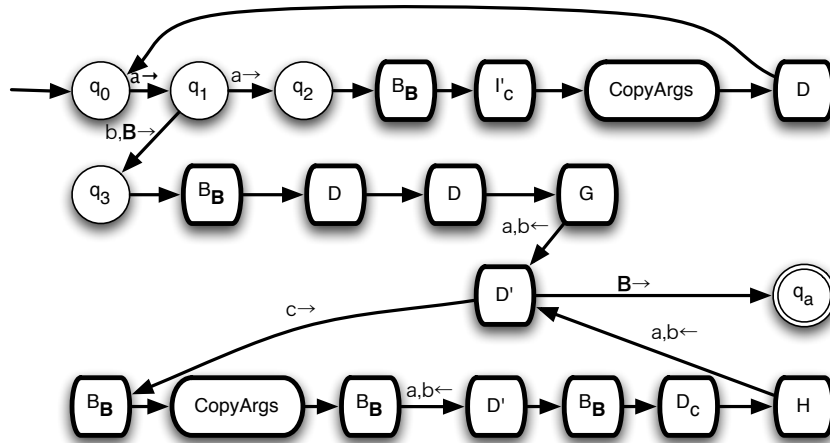 q0 a→ q1 a→ q2 B𝐁 I'c CopyArgs D
b,𝐁→
q3 B𝐁 D D G
a,b←
D' 𝐁→ qa
c→ a,b←
B𝐁 CopyArgs B𝐁 a,b← D' B𝐁 Dc H